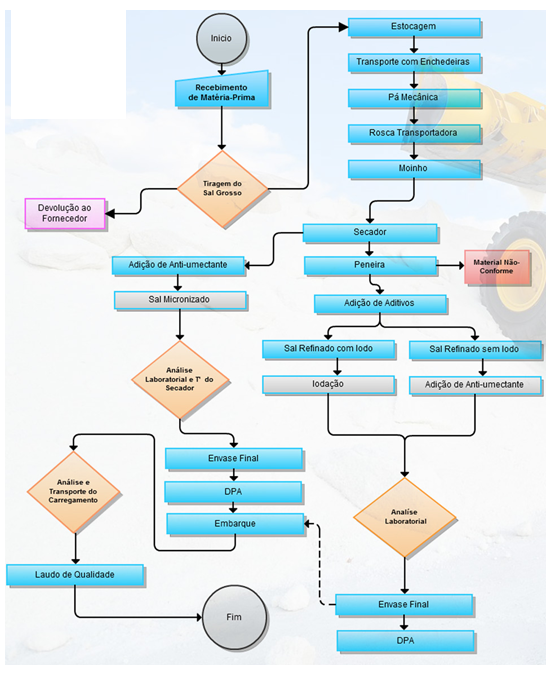 Inicio
Recebimento
de Matéria-Prima
Tiragem do
Sal Grosso
Devolução ao
Fornecedor
Estocagem
Transporte com Enchedeiras
Pá Mecânica
Rosca Transportadora
Moinho
Secador
Adição de Anti-umectante
Peneira
Material Não-
Conforme
Sal Micronizado
Adição de Aditivos
Análise
Laboratorial e Tª do
Secador
Sal Refinado com Iodo
Sal Refinado sem Iodo
Iodação
Adição de Anti-umectante
Envase Final
DPA
Embarque
Análise e
Transporte do
Carregamento
Analíse
Laboratorial
Laudo de Qualidade
Fim
Envase Final
DPA